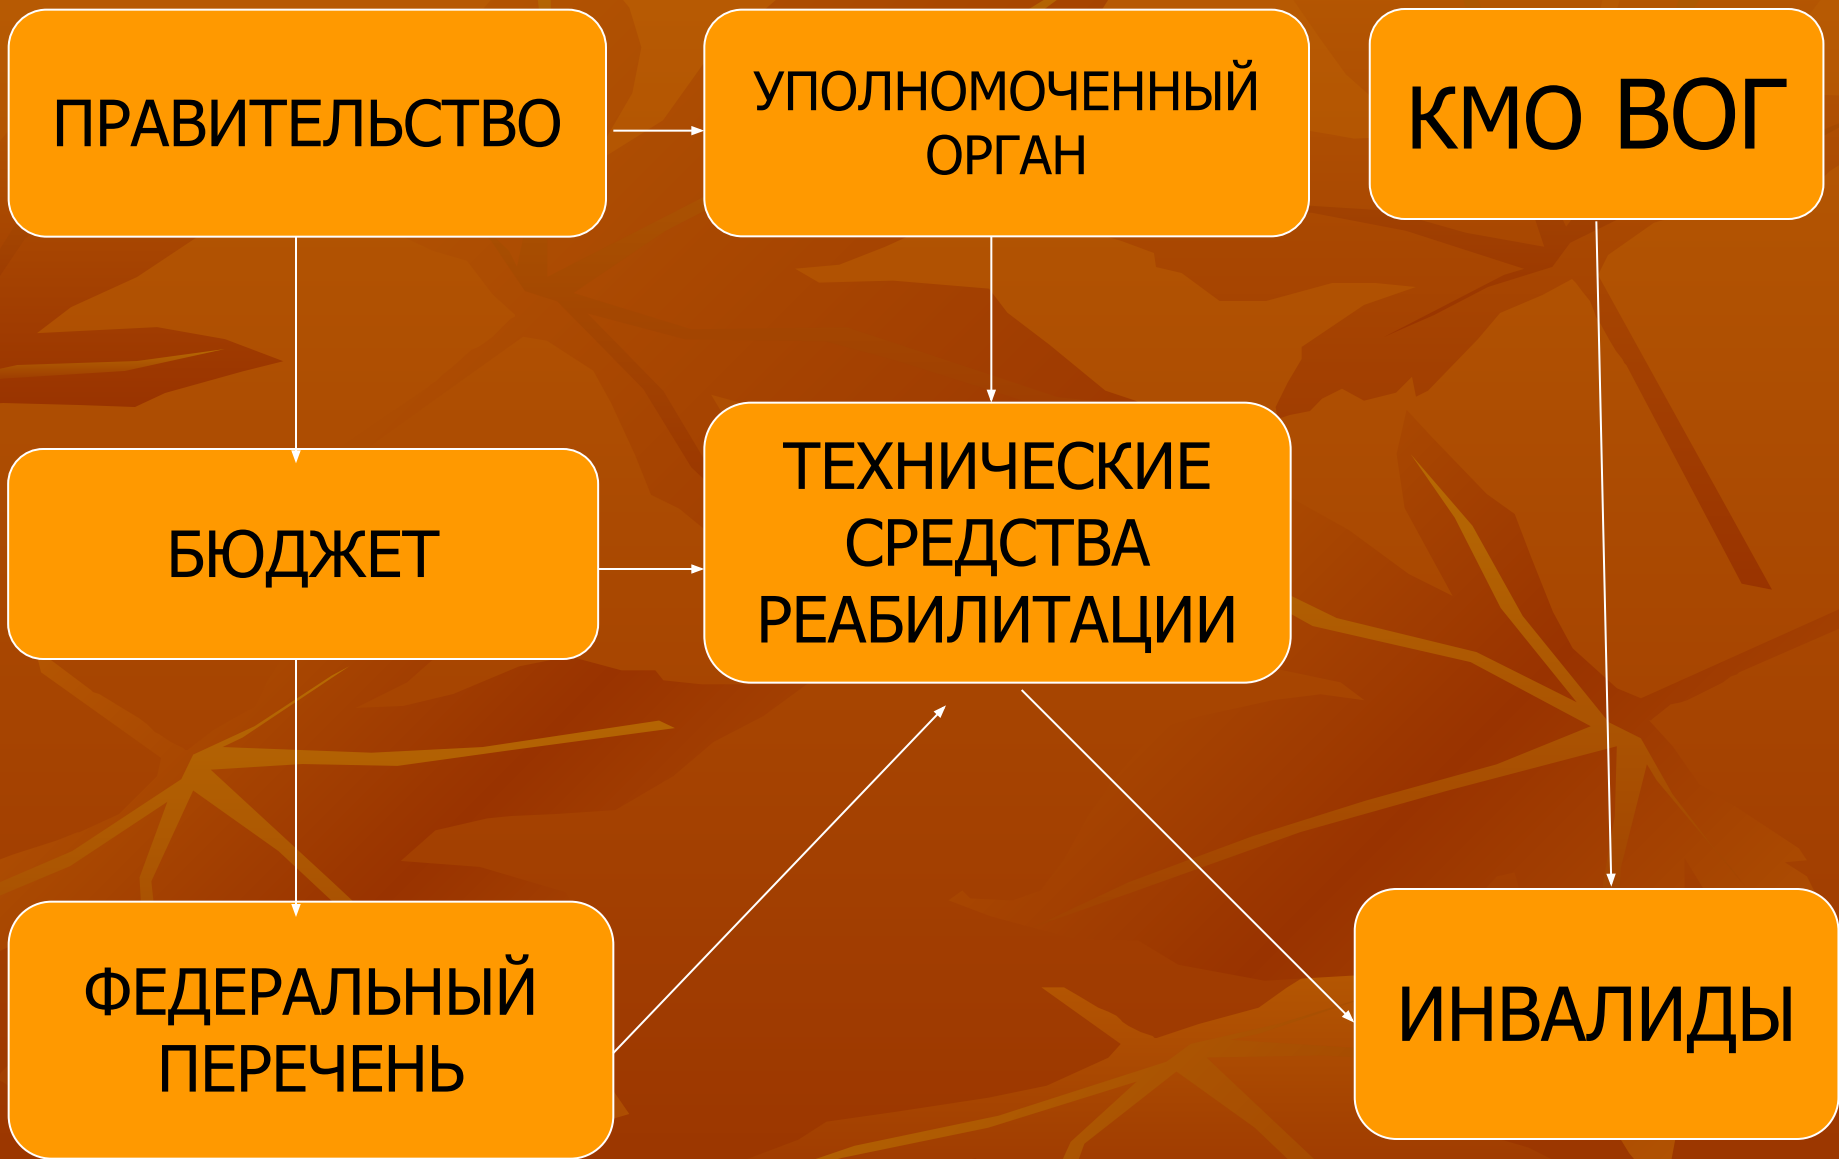 ПРАВИТЕЛЬСТВО
УПОЛНОМОЧЕННЫЙ
ОРГАН
КМО ВОГ
БЮДЖЕТ
ТЕХНИЧЕСКИЕ
СРЕДСТВА
РЕАБИЛИТАЦИИ
ФЕДЕРАЛЬНЫЙ
ПЕРЕЧЕНЬ
ИНВАЛИДЫ